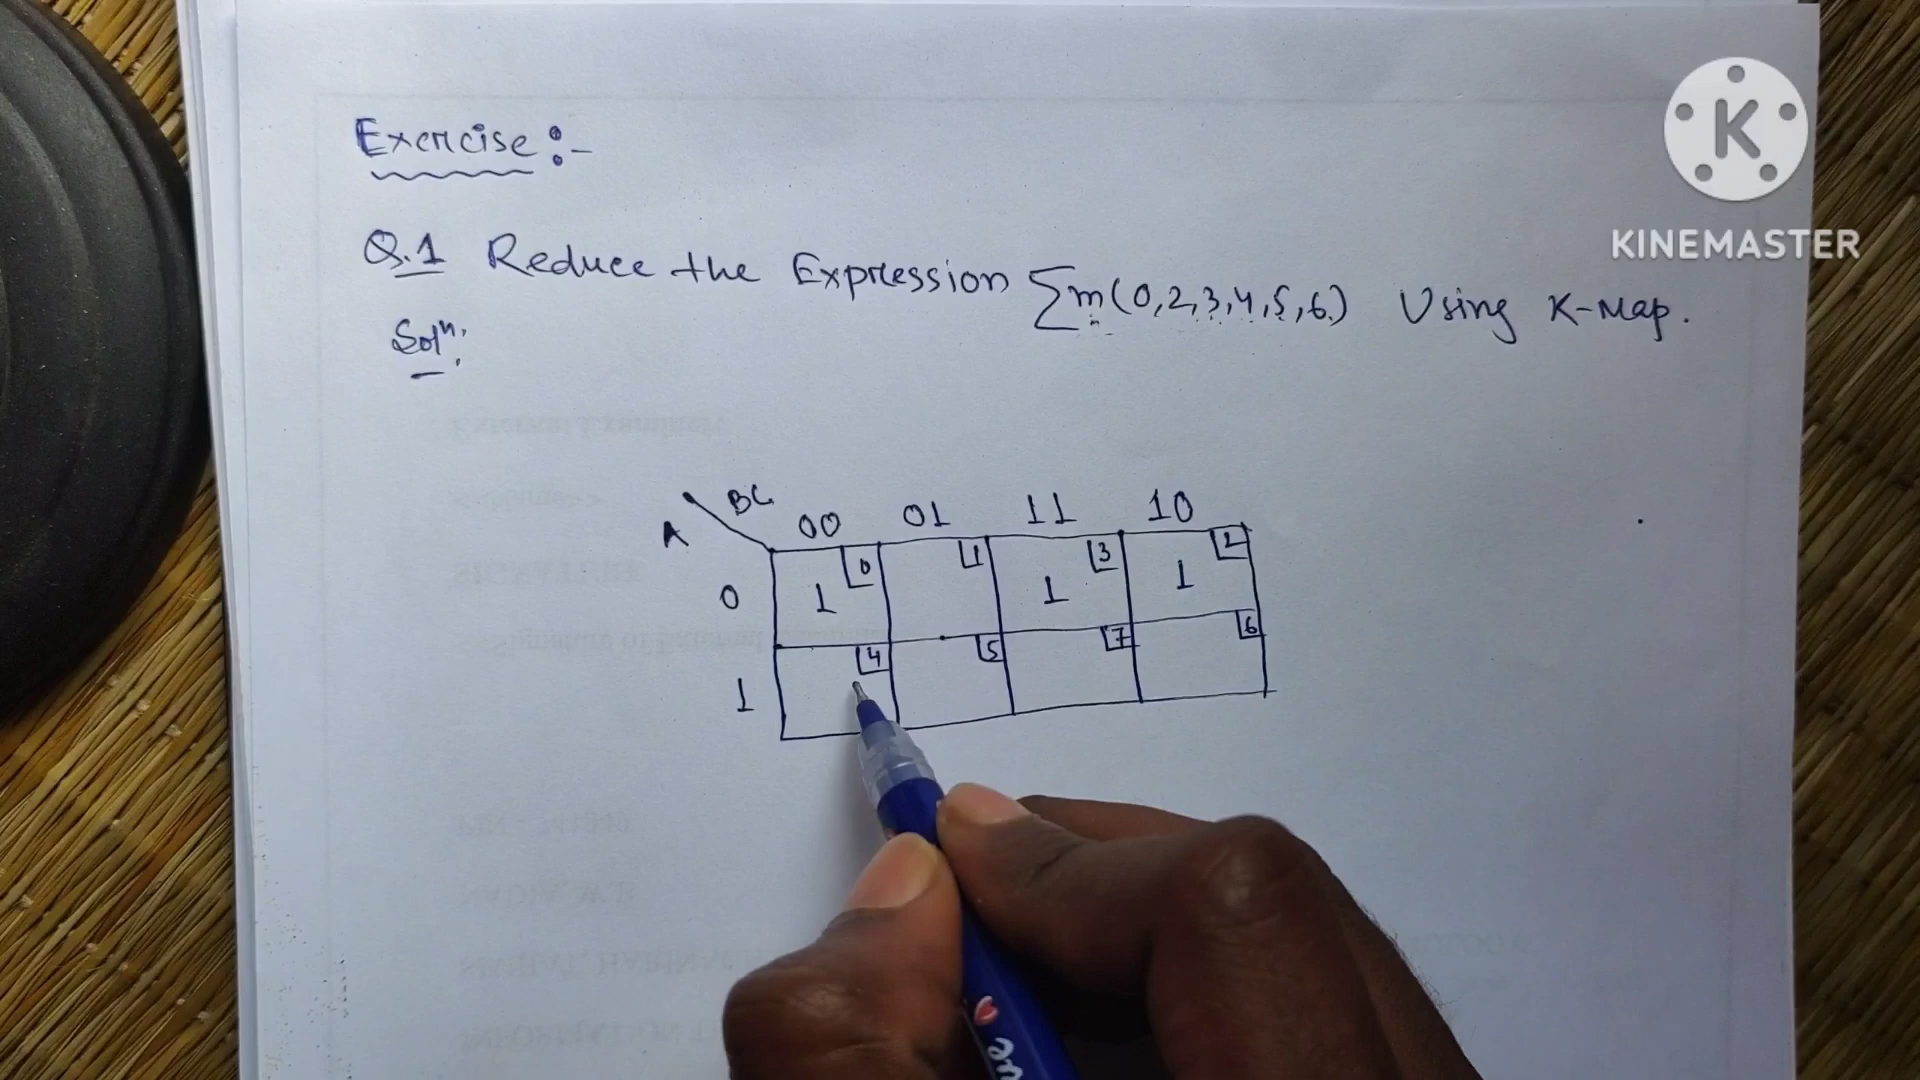 Exercise :-
K
KINEMASTER
Q.1 Reduce the Expression ∑m(0,2,3,4,5,6) Using K-Map.
Solⁿ:
A BC 00 01 11 10
0 1 0 1 1 3 1 2
1 4 5 7 6
SIGNATURE